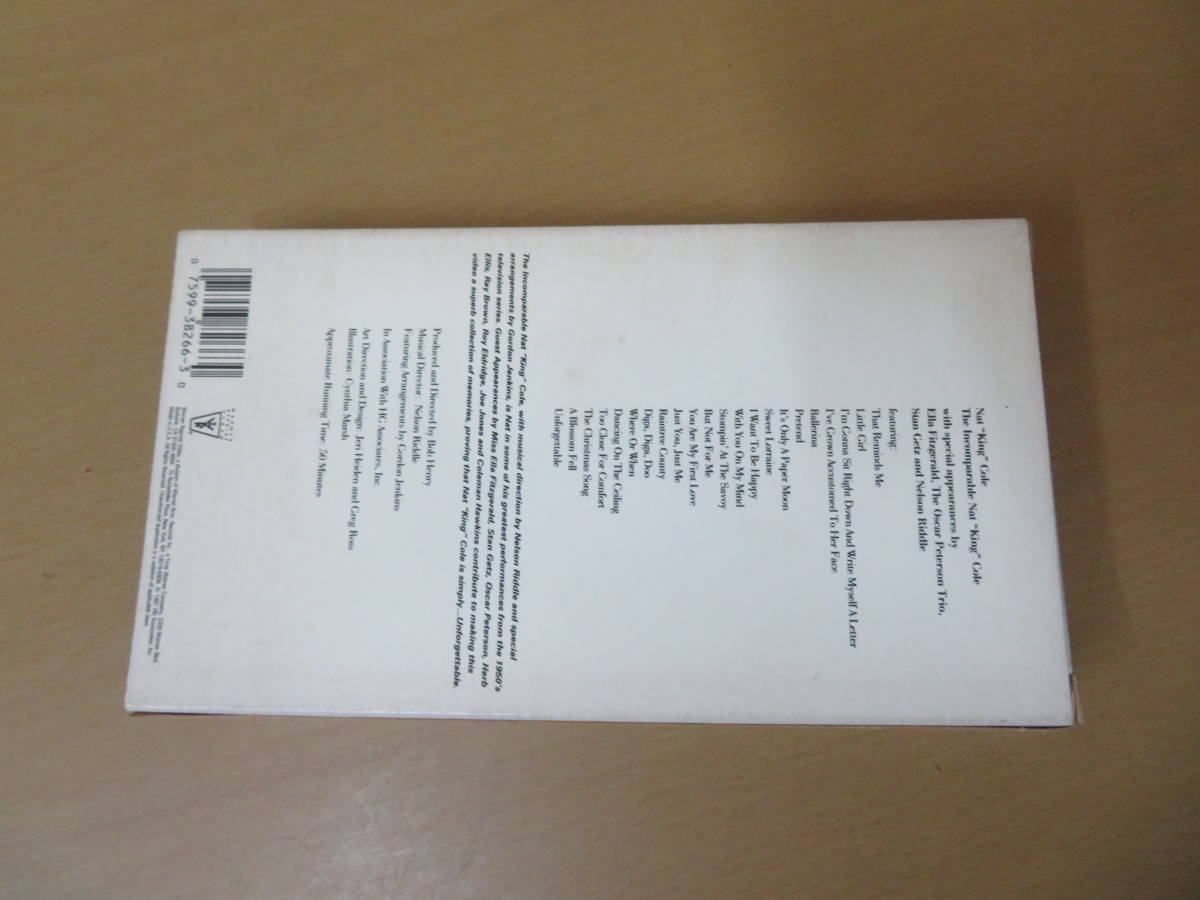 Nat "King" Cole
The Incomparable Nat "King" Cole
with special appearances by
Ella Fitzgerald, The Oscar Peterson Trio,
Stan Getz and Nelson Riddle
featuring:
That Reminds Me
Little Girl
I'm Gonna Sit Right Down And Write Myself A Letter
I've Grown Accustomed To Her Face
Ballerina
Pretend
It's Only A Paper Moon
Sweet Lorraine
I Want To Be Happy
With You On My Mind
Stompin' At The Savoy
But Not For Me
You Are My First Love
Just You, Just Me
Raintree County
Diga, Diga, Doo
Where Or When
Dancing On The Ceiling
Too Close For Comfort
The Christmas Song
A Blossom Fell
Unforgettable
The Incomparable Nat "King" Cole, with musical direction by Nelson Riddle and special
arrangements by Gordon Jenkins, is Nat in some of his greatest performances from the 1950's
television series. Guest Appearances by Miss Ella Fitzgerald, Stan Getz, Oscar Peterson, Herb
Ellis, Ray Brown, Roy Eldridge, Joe Jones and Coleman Hawkins contribute to making this
video a superb collection of memories, proving that Nat "King" Cole is simply...Unforgettable.
Produced and Directed by Bob Henry
Musical Director: Nelson Riddle
Featuring Arrangements by Gordon Jenkins
In Association With HG Associates, Inc.
Art Direction and Design: Jeri Heiden and Greg Ross
Illustration: Cynthia Marsh
Approximate Running Time: 50 Minutes
0 7599-38266-3 0